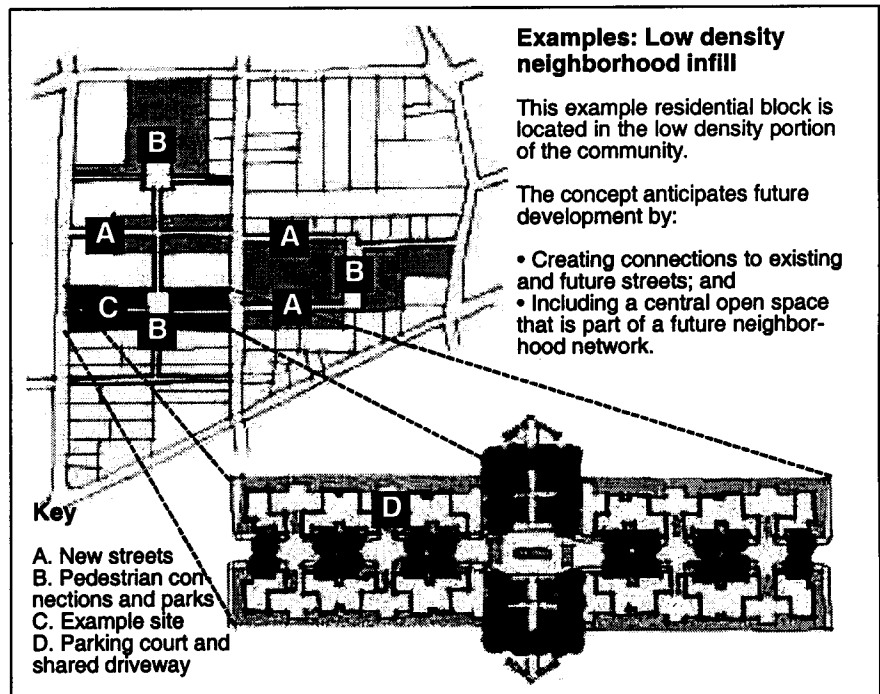 Examples: Low density
neighborhood infill
This example residential block is
located in the low density portion
of the community.
The concept anticipates future
development by:
• Creating connections to existing
and future streets; and
• Including a central open space
that is part of a future neighbor-
hood network.
B
A
A
B
C
A
B
D
Key
A. New streets
B. Pedestrian con-
nections and parks
C. Example site
D. Parking court and
shared driveway